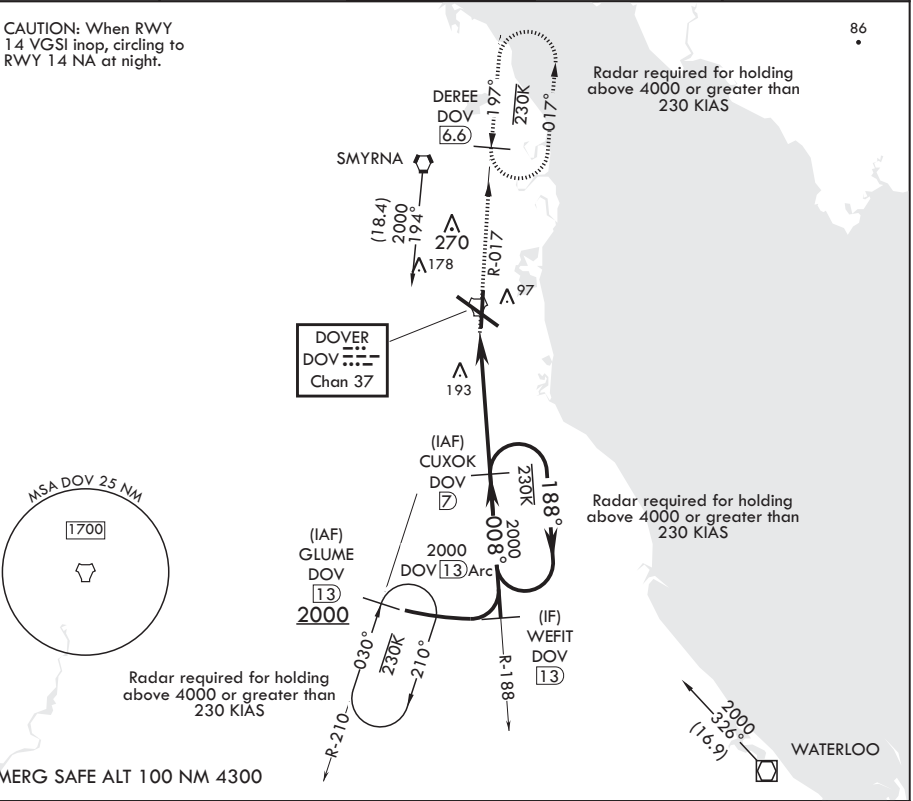 CAUTION: When RWY
14 VGSI inop, circling to
RWY 14 NA at night.
86
Radar required for holding
above 4000 or greater than
230 KIAS
197°
230K
017°
DEREE
DOV
6.6
SMYRNA
(18.4)
2000
194°
270
178
R-017
97
DOVER
DOV
Chan 37
193
(IAF)
CUXOK
DOV
7
230K
188°
2000
008°
Radar required for holding
above 4000 or greater than
230 KIAS
MSA DOV 25 NM
1700
(IAF)
GLUME
DOV
13
2000
2000
DOV 13 Arc
(IF)
WEFIT
DOV
13
030°
230K
210°
R-188
R-210
Radar required for holding
above 4000 or greater than
230 KIAS
2000
326°
(16.9)
WATERLOO
MERG SAFE ALT 100 NM 4300